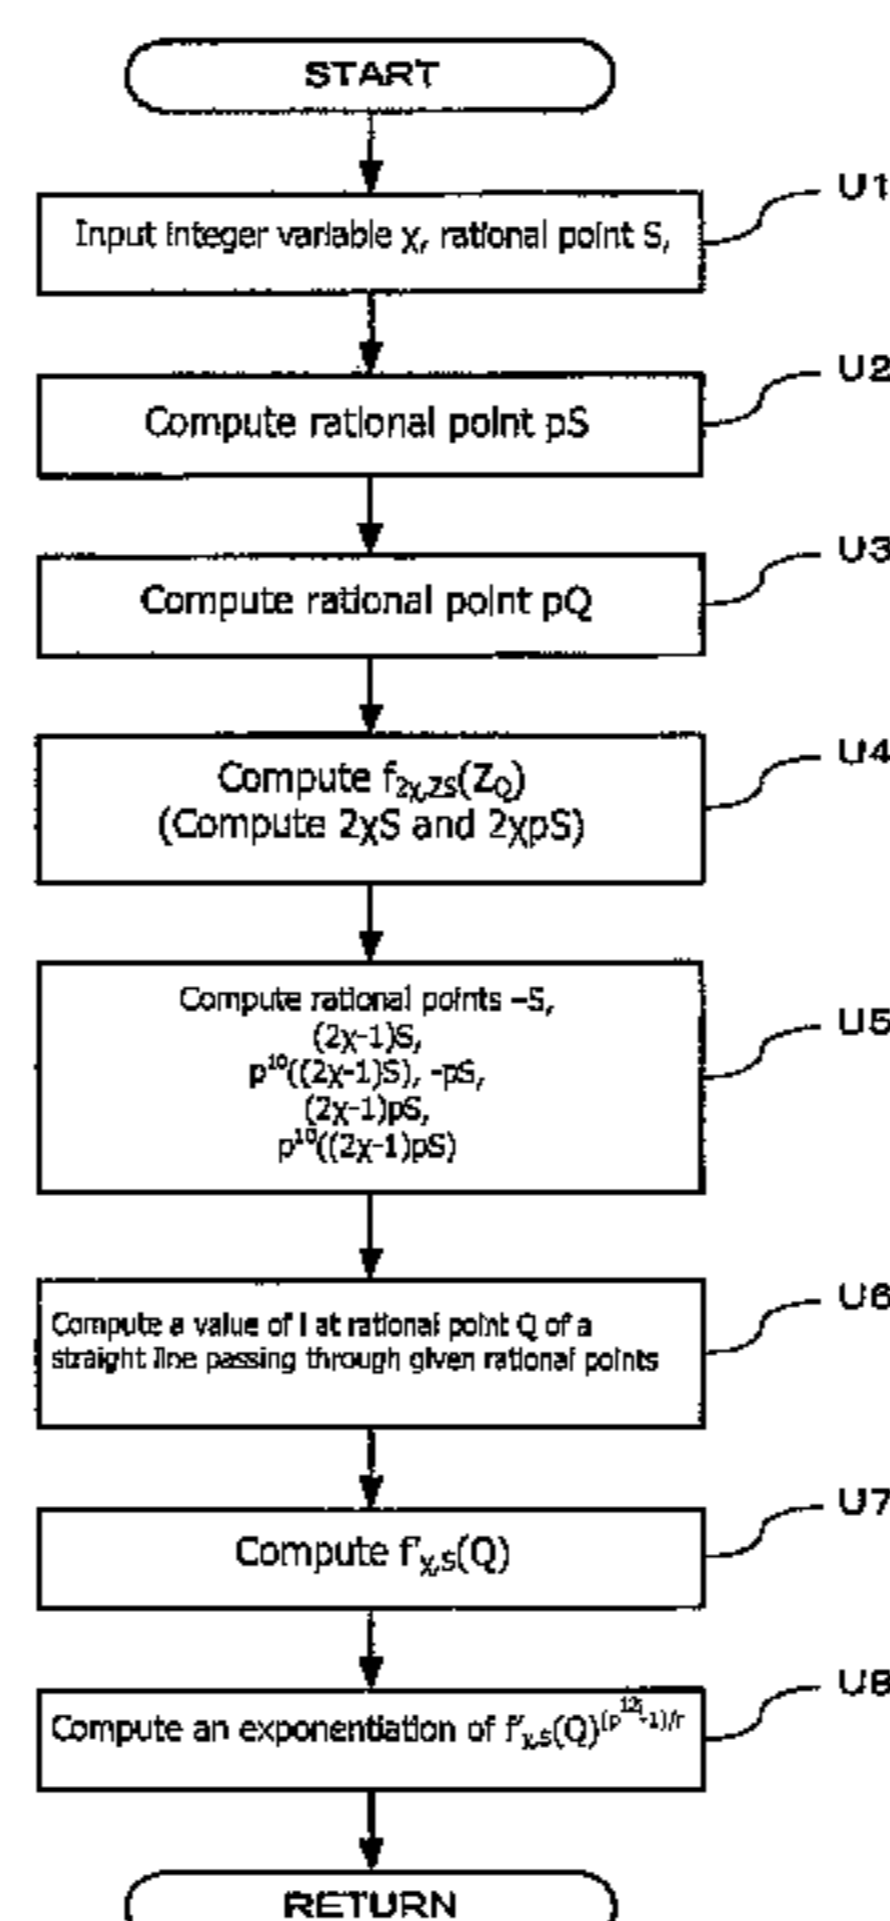 START
Input integer variable χ, rational point S,
U1
Compute rational point pS
U2
Compute rational point pQ
U3
Compute f2χ,ZS(ZQ)
(Compute 2χS and 2χpS)
U4
Compute rational points –S,
(2χ-1)S,
p¹⁰((2χ-1)S), -pS,
(2χ-1)pS,
p¹⁰((2χ-1)pS)
U5
Compute a value of l at rational point Q of a
straight line passing through given rational points
U6
Compute f'χ,S(Q)
U7
Compute an exponentiation of f'χ,S(Q)^(p^12-1)/r
U8
RETURN